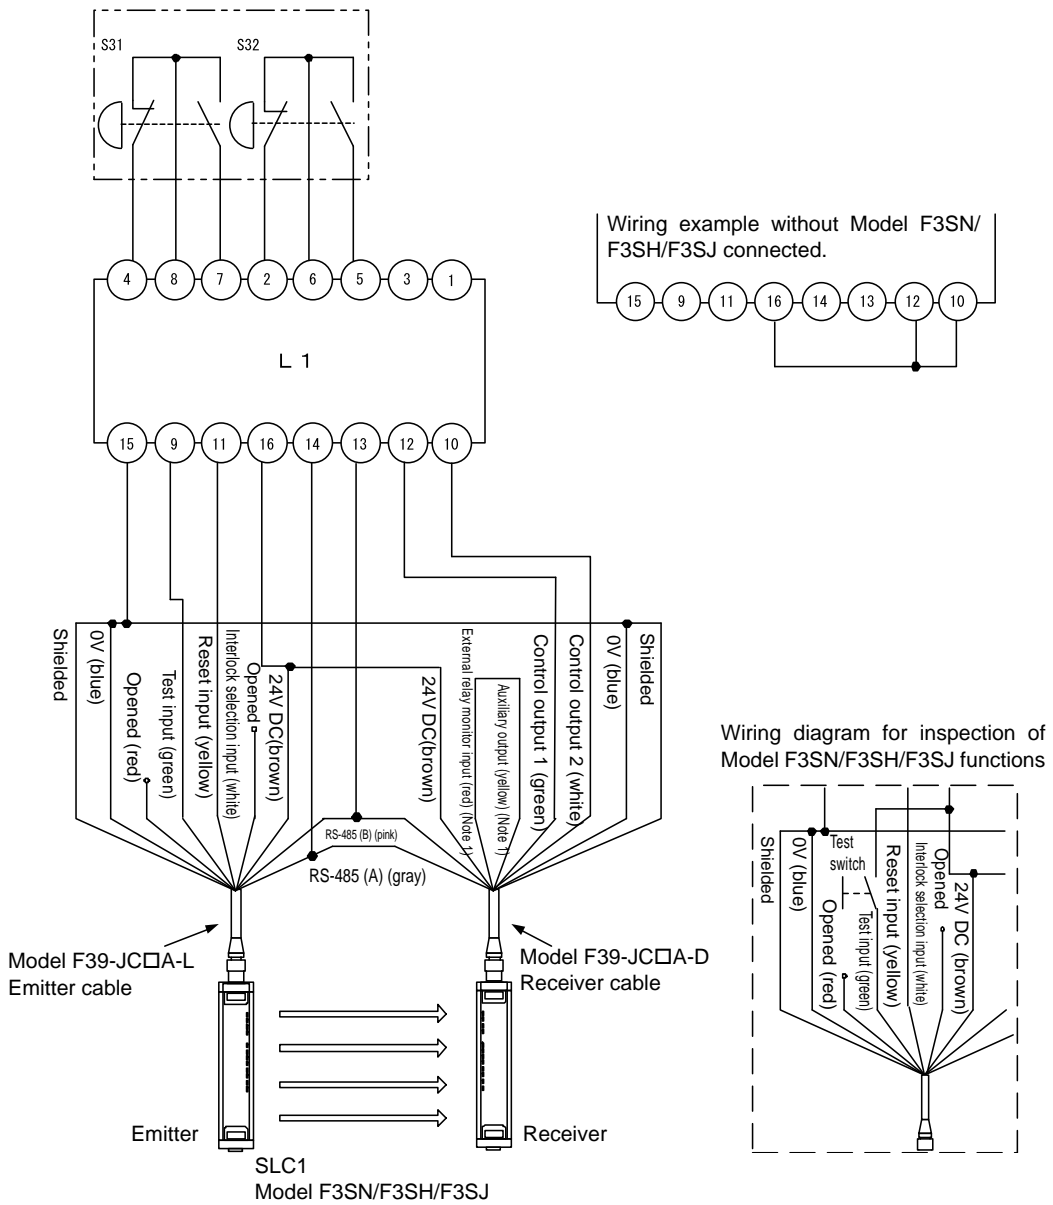 S31
S32
4
8
7
2
6
5
3
1
L 1
15
9
11
16
14
13
12
10
Wiring example without Model F3SN/
F3SH/F3SJ connected.
15
9
11
16
14
13
12
10
Shielded
0V (blue)
Opened (red)
Test input (green)
Reset input (yellow)
Interlock selection input (white)
Opened
24V DC(brown)
RS-485 (B) (pink)
RS-485 (A) (gray)
24V DC(brown)
External relay monitor input (red) (Note 1)
Auxiliary output (yellow) (Note 1)
Control output 1 (green)
Control output 2 (white)
0V (blue)
Shielded
Model F39-JC□A-L
Emitter cable
Model F39-JC□A-D
Receiver cable
Emitter
Receiver
SLC1
Model F3SN/F3SH/F3SJ
Wiring diagram for inspection of
Model F3SN/F3SH/F3SJ functions
Shielded
0V (blue)
Test
switch
Opened (red)
Test input (green)
Reset input (yellow)
Interlock selection input (white)
Opened
24V DC (brown)